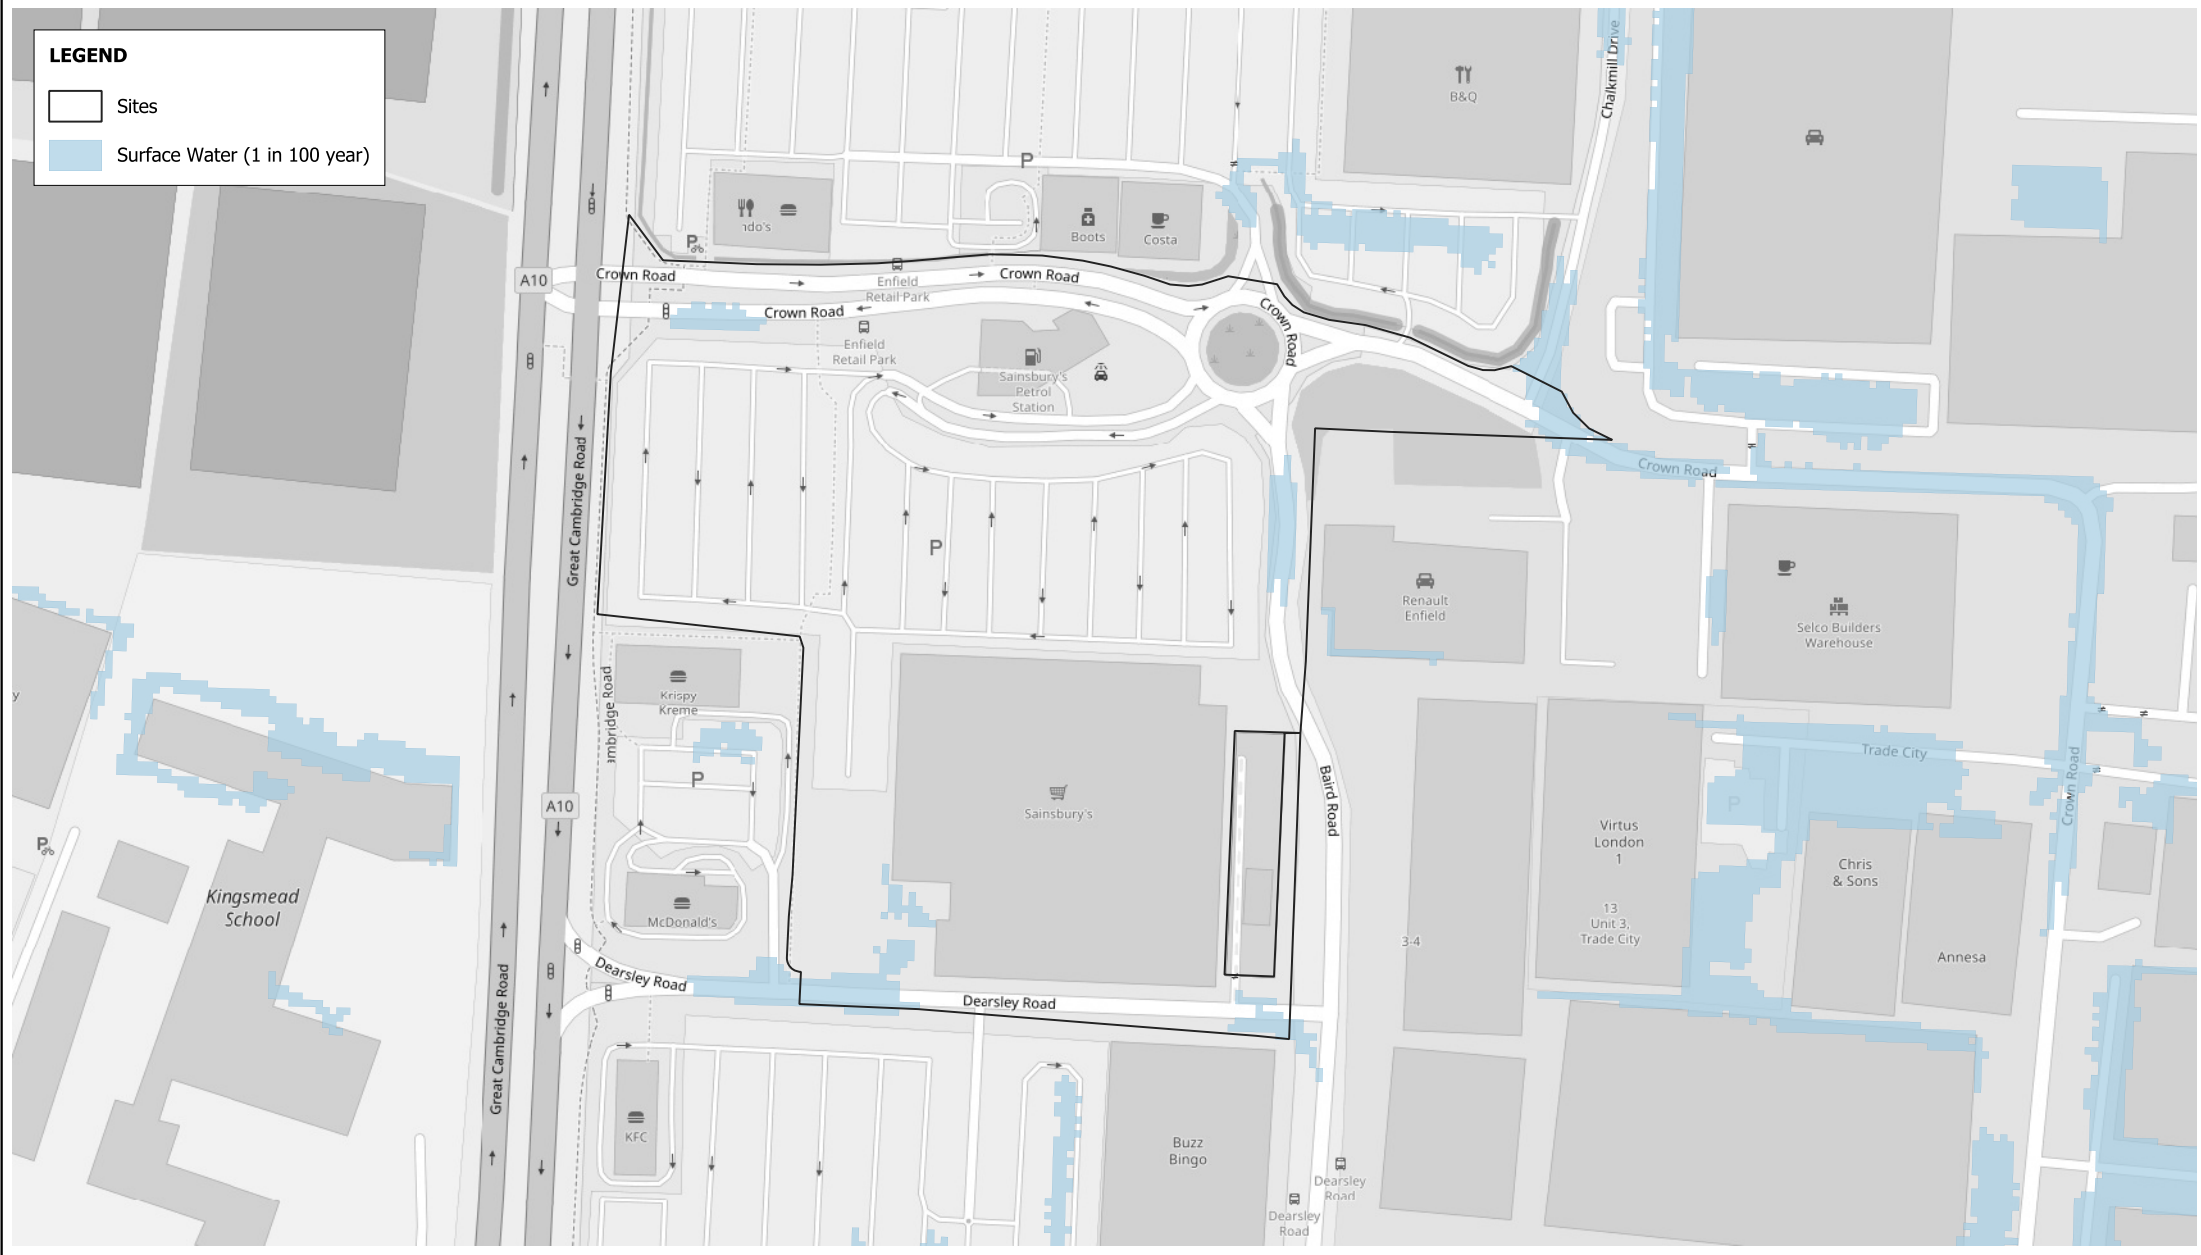 LEGEND
Sites
Surface Water (1 in 100 year)
Chalkmill Drive
B&Q
P
ndo's
Boots
Costa
P
A10
Crown Road
Enfield
Retail Park
Crown Road
Crown Road
Enfield
Retail Park
Crown Road
Sainsbury's
Petrol
Station
Great Cambridge Road
Crown Road
P
Renault
Enfield
Selco Builders
Warehouse
Krispy
Kreme
mbridge Road
y
P
A10
P
Sainsbury's
Baird Road
Virtus
London
1
13
Unit 3,
Trade City
3-4
Trade City
P
Chris
& Sons
Annesa
Crown Road
Kingsmead
School
McDonald's
Dearsley Road
Dearsley Road
Great Cambridge Road
KFC
Buzz
Bingo
Dearsley
Road
Dearsley
Road